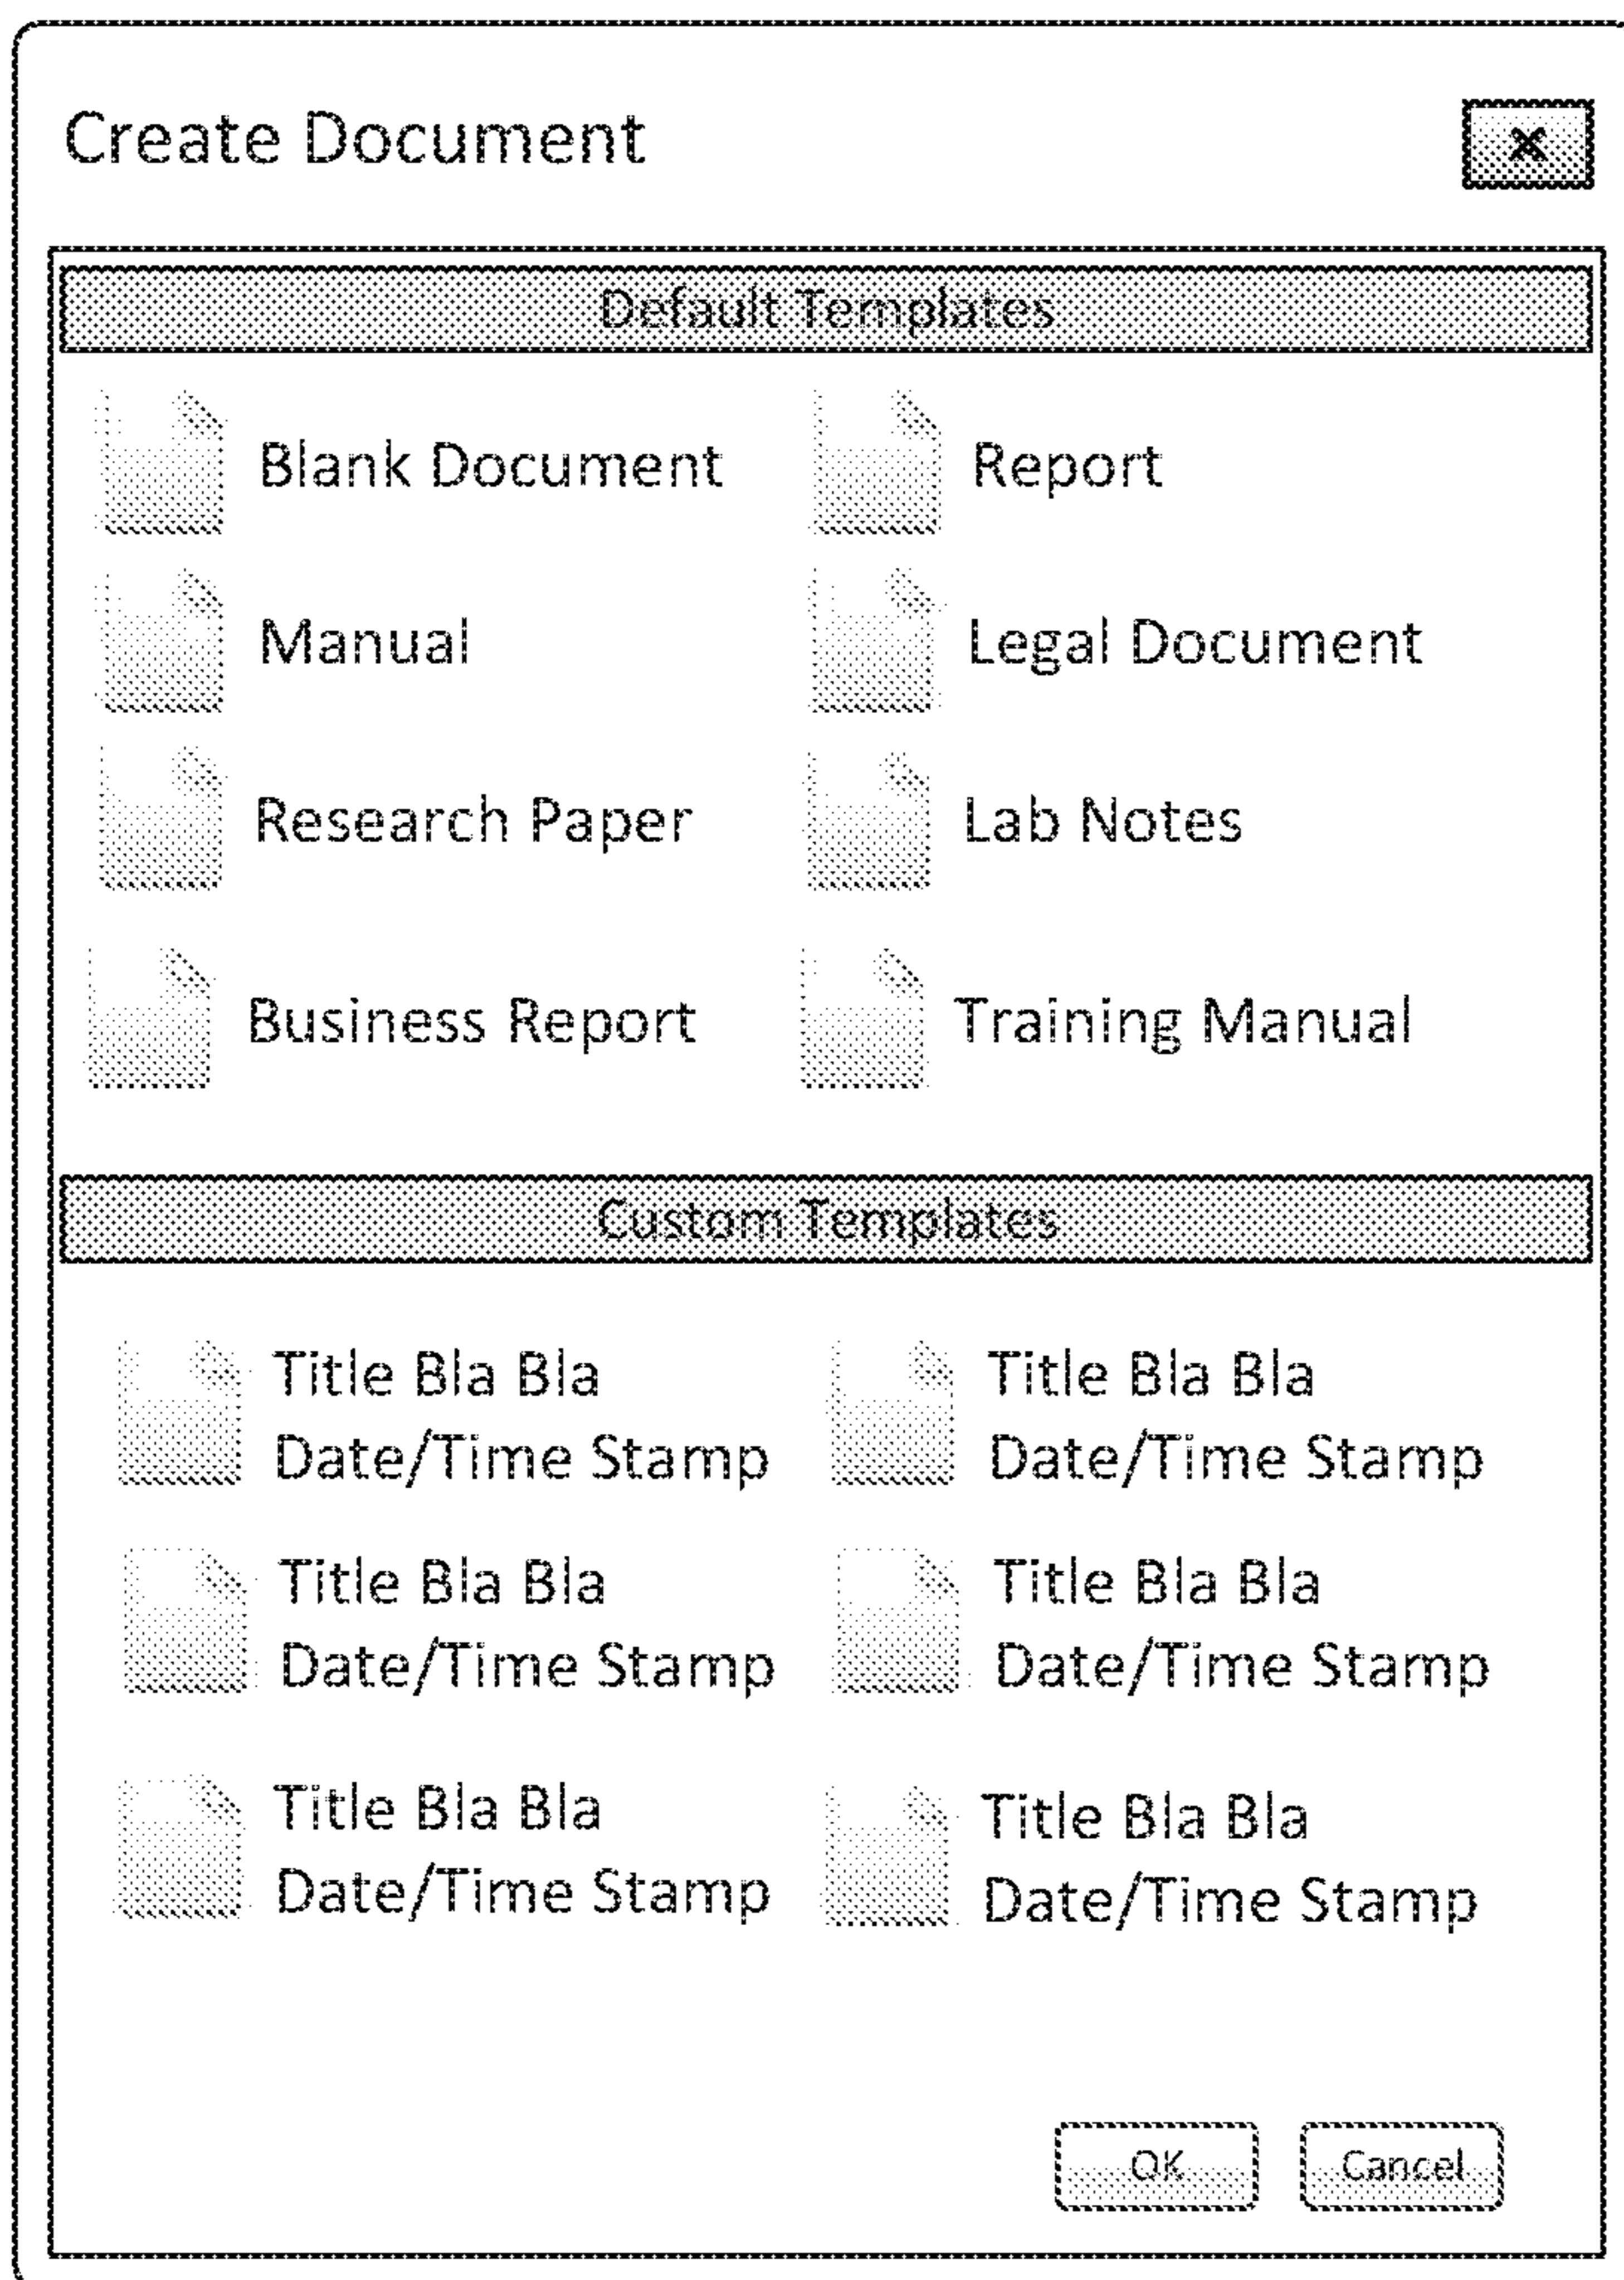 Create Document
×
Default Templates
Blank Document Report
Manual Legal Document
Research Paper Lab Notes
Business Report Training Manual
Custom Templates
Title Bla Bla Title Bla Bla
Date/Time Stamp Date/Time Stamp
Title Bla Bla Title Bla Bla
Date/Time Stamp Date/Time Stamp
Title Bla Bla Title Bla Bla
Date/Time Stamp Date/Time Stamp
OK Cancel